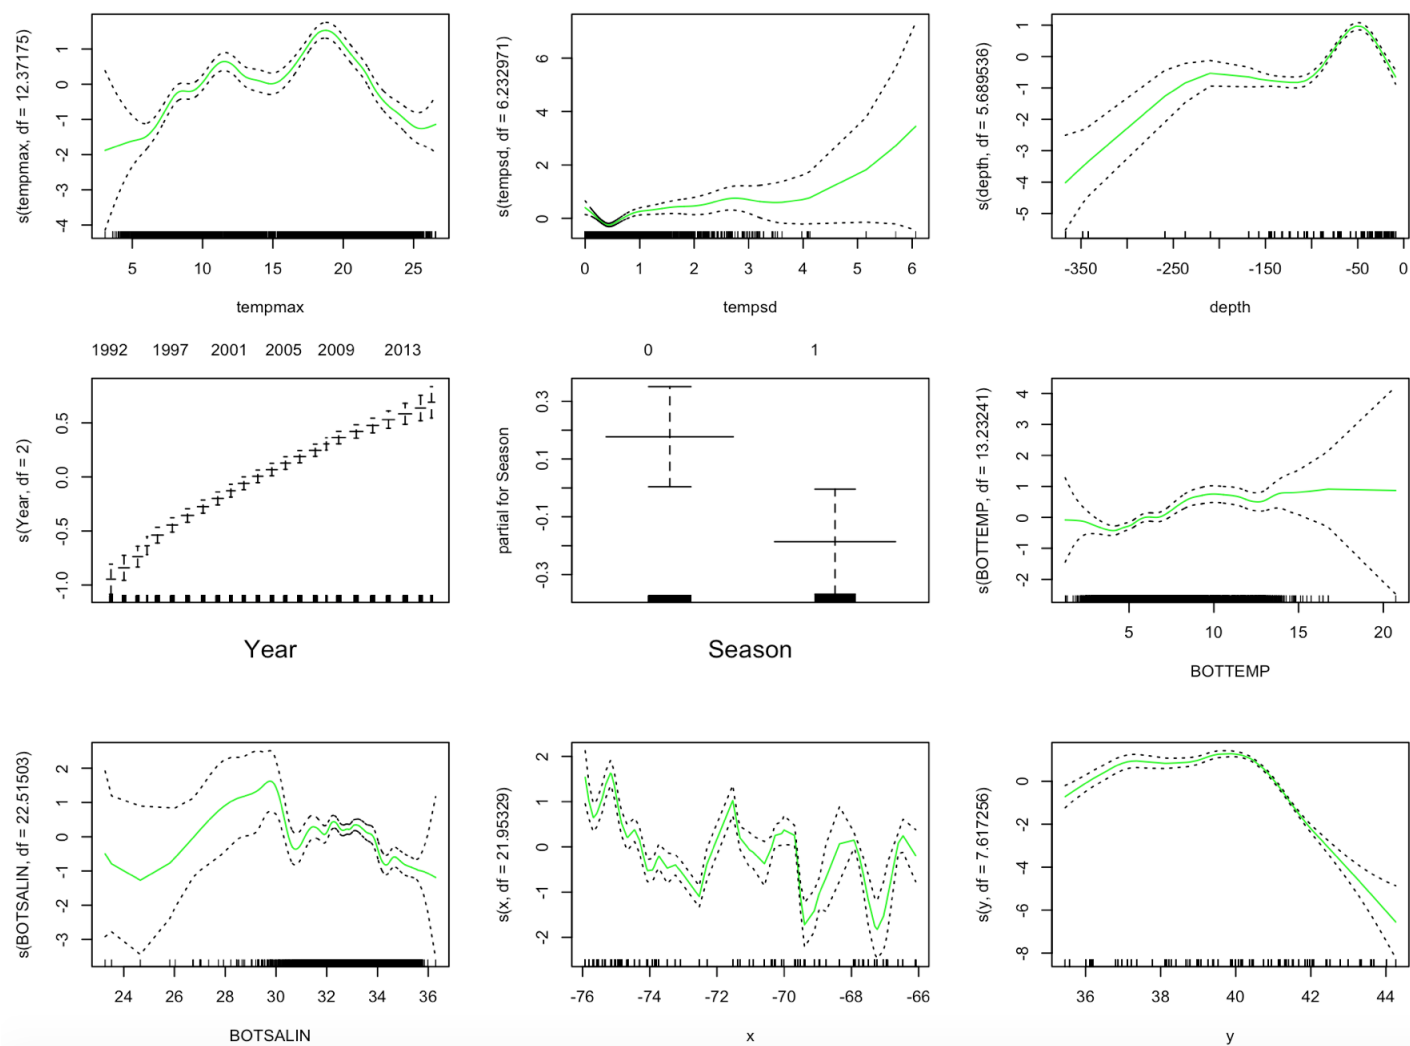 s(tempmax, df = 12.37175)
1
0
-1
-2
-3
-4
5 10 15 20 25
tempmax
s(tempsd, df = 6.232971)
6
4
2
0
0 1 2 3 4 5 6
tempsd
s(depth, df = 5.689536)
1
0
-1
-2
-3
-4
-5
-350 -250 -150 -50 0
depth
1992 1997 2001 2005 2009 2013
s(Year, df = 2)
0.5
0.0
-0.5
-1.0
Year
0 1
partial for Season
0.3
0.1
-0.1
-0.3
Season
s(BOTTEMP, df = 13.23241)
4
3
2
1
0
-1
-2
5 10 15 20
BOTTEMP
s(BOTSALIN, df = 22.51503)
2
1
0
-1
-2
-3
24 26 28 30 32 34 36
BOTSALIN
s(x, df = 21.95329)
2
1
0
-1
-2
-76 -74 -72 -70 -68 -66
x
s(y, df = 7.617256)
0
-2
-4
-6
-8
36 38 40 42 44
y